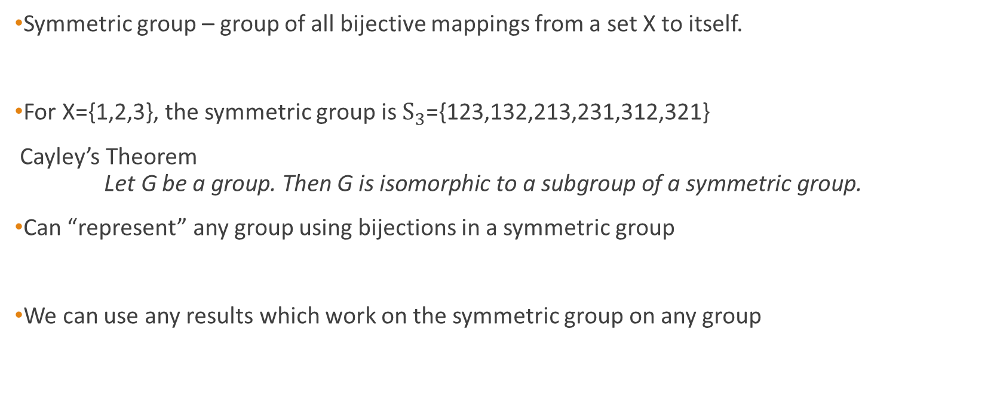 •Symmetric group – group of all bijective mappings from a set X to itself.
•For X={1,2,3}, the symmetric group is S₃={123,132,213,231,312,321}
Cayley’s Theorem
Let G be a group. Then G is isomorphic to a subgroup of a symmetric group.
•Can “represent” any group using bijections in a symmetric group
•We can use any results which work on the symmetric group on any group